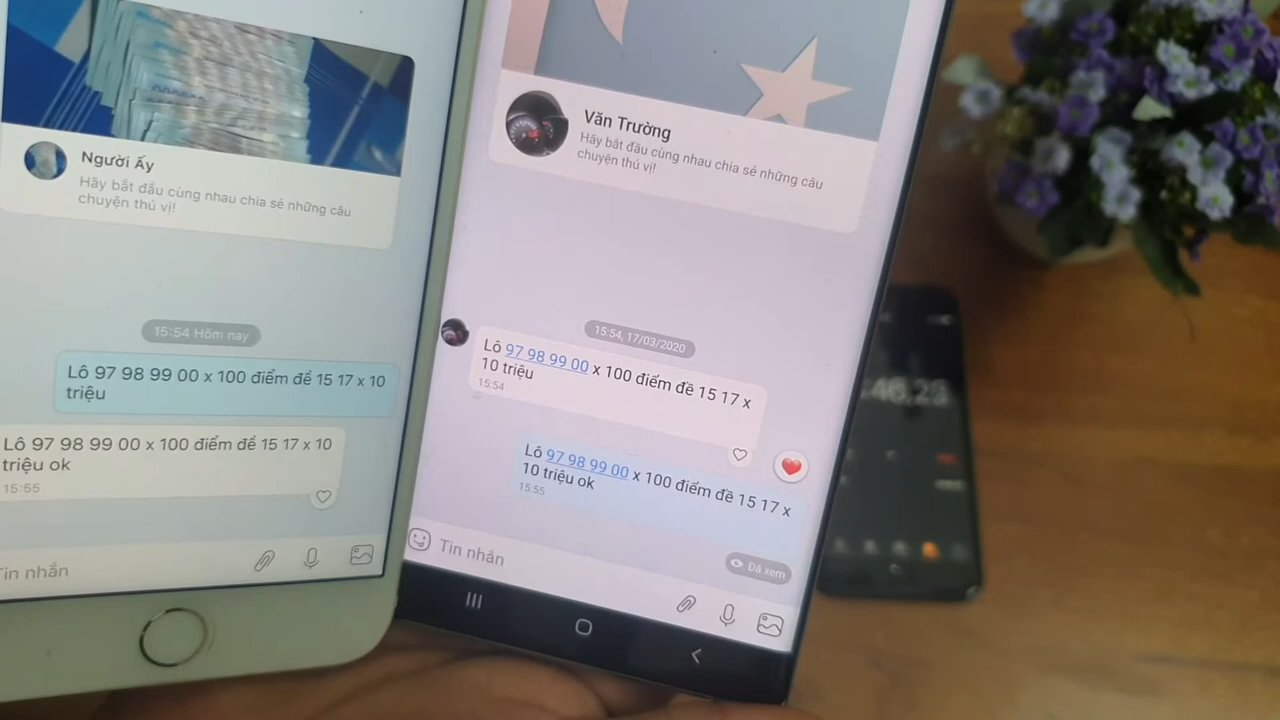 Người Ấy
Hãy bắt đầu cùng nhau chia sẻ những câu
chuyện thú vị!
15:54 Hôm nay
Lô 97 98 99 00 x 100 điểm đề 15 17 x 10
triệu
Lô 97 98 99 00 x 100 điểm đề 15 17 x 10
triệu ok
15:55
Tin nhắn
Văn Trường
Hãy bắt đầu cùng nhau chia sẻ những câu
chuyện thú vị!
15:54, 17/03/2020
Lô 97 98 99 00 x 100 điểm đề 15 17 x
10 triệu
15:54
Lô 97 98 99 00 x 100 điểm đề 15 17 x
10 triệu ok
15:55
Đã xem
Tin nhắn